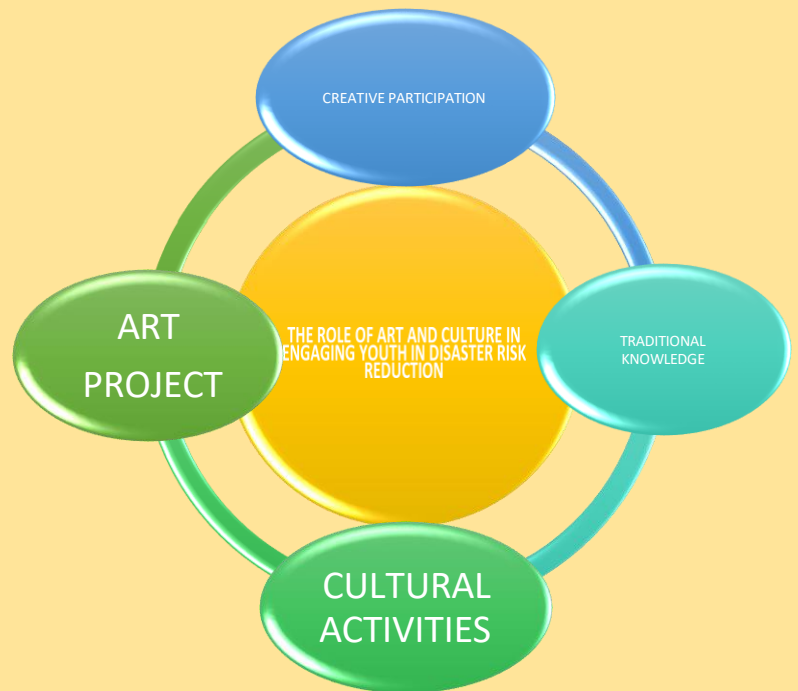 CREATIVE PARTICIPATION
THE ROLE OF ART AND CULTURE IN
ENGAGING YOUTH IN DISASTER RISK
REDUCTION
ART
PROJECT
TRADITIONAL
KNOWLEDGE
CULTURAL
ACTIVITIES